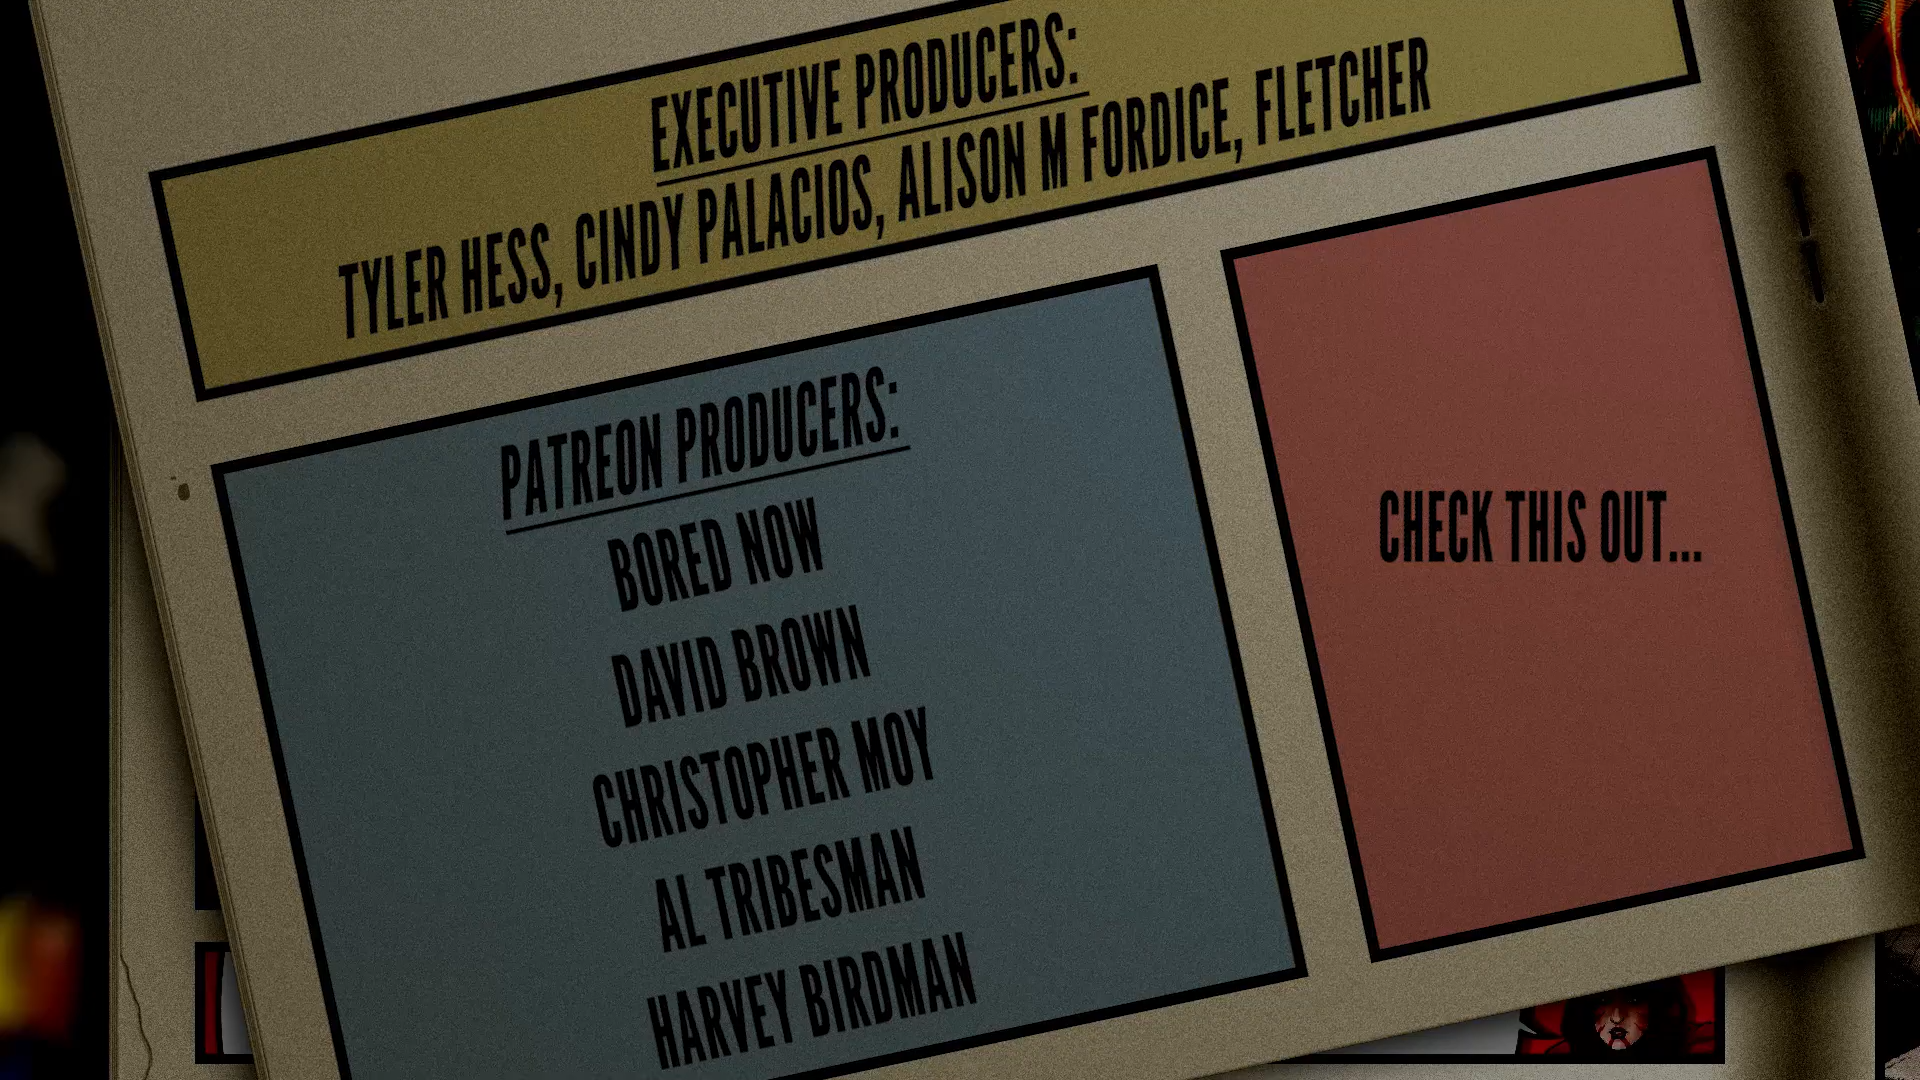 EXECUTIVE PRODUCERS:
TYLER HESS, CINDY PALACIOS, ALISON M FORDICE, FLETCHER
PATREON PRODUCERS:
BORED NOW
DAVID BROWN
CHRISTOPHER MOY
AL TRIBESMAN
HARVEY BIRDMAN
CHECK THIS OUT...